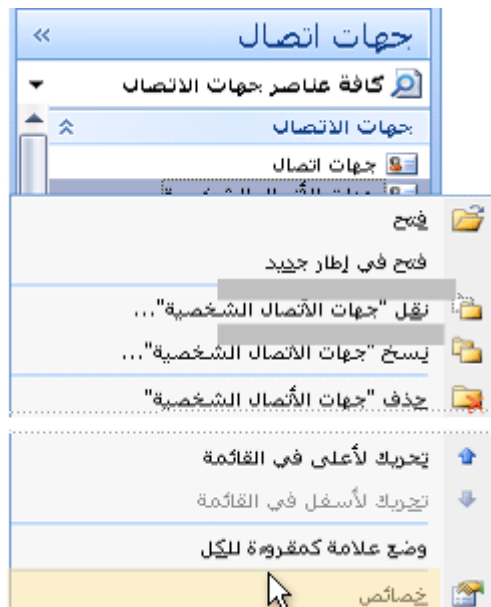 جهات اتصال
كافة عناصر جهات الاتصال
جهات الاتصال
جهات اتصال
فتح
فتح في إطار جديد
نقل "جهات الاتصال الشخصية"...
نسخ "جهات الاتصال الشخصية"...
حذف "جهات الأتصال الشخصية"
تحريك لأعلى في القائمة
تحريك لأسفل في القائمة
وضع علامة كمقروءة للكل
خصائص